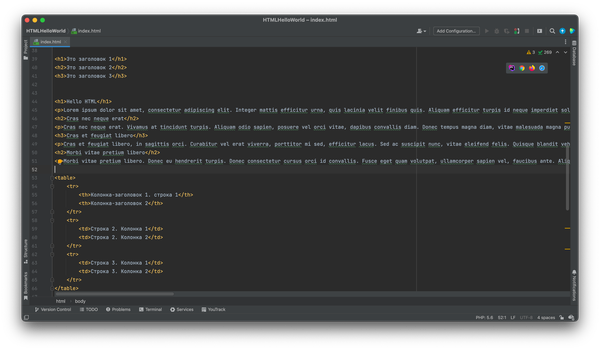 HTMLHelloWorld – index.html
HTMLHelloWorld
index.html
Add Configuration...
index.html
Project
Database
<h1>Это заголовок 1</h1>
<h2>Это заголовок 2</h2>
<h3>Это заголовок 3</h3>
<h1>Hello HTML</h1>
<p>Lorem ipsum dolor sit amet, consectetur adipiscing elit. Integer mattis efficitur urna, quis lacinia velit finibus quis. Aliquam efficitur turpis id neque imperdiet sol
<h2>Cras nec neque erat</h2>
<p>Cras nec neque erat. Vivamus at tincidunt turpis. Aliquam odio sapien, posuere vel orci vitae, dapibus convallis diam. Donec tempus magna diam, vitae malesuada magna pu
<h3>Cras et feugiat libero</h3>
<p>Cras et feugiat libero, in sagittis orci. Curabitur vel erat viverra, porttitor mi sed, efficitur lacus. Sed ac suscipit nunc, vitae eleifend felis. Quisque blandit ven
<h2>Morbi vitae pretium libero</h2>
Morbi vitae pretium libero. Donec eu hendrerit turpis. Donec consectetur cursus orci id convallis. Fusce eget quam volutpat, ullamcorper sapien vel, faucibus ante. Aliq
52
<table>
<tr>
<th>Колонка-заголовок 1. строка 1</th>
<th>Колонка-заголовок 2</th>
</tr>
<tr>
<td>Строка 2. Колонка 1</td>
<td>Строка 2. Колонка 2</td>
</tr>
<tr>
<td>Строка 3. Колонка 1</td>
<td>Строка 3. Колонка 2</td>
</tr>
</table>
Structure
Bookmarks
Notifications
html body
Version Control TODO Problems Terminal Services YouTrack
PHP: 5.6 52:1 LF UTF-8 4 spaces